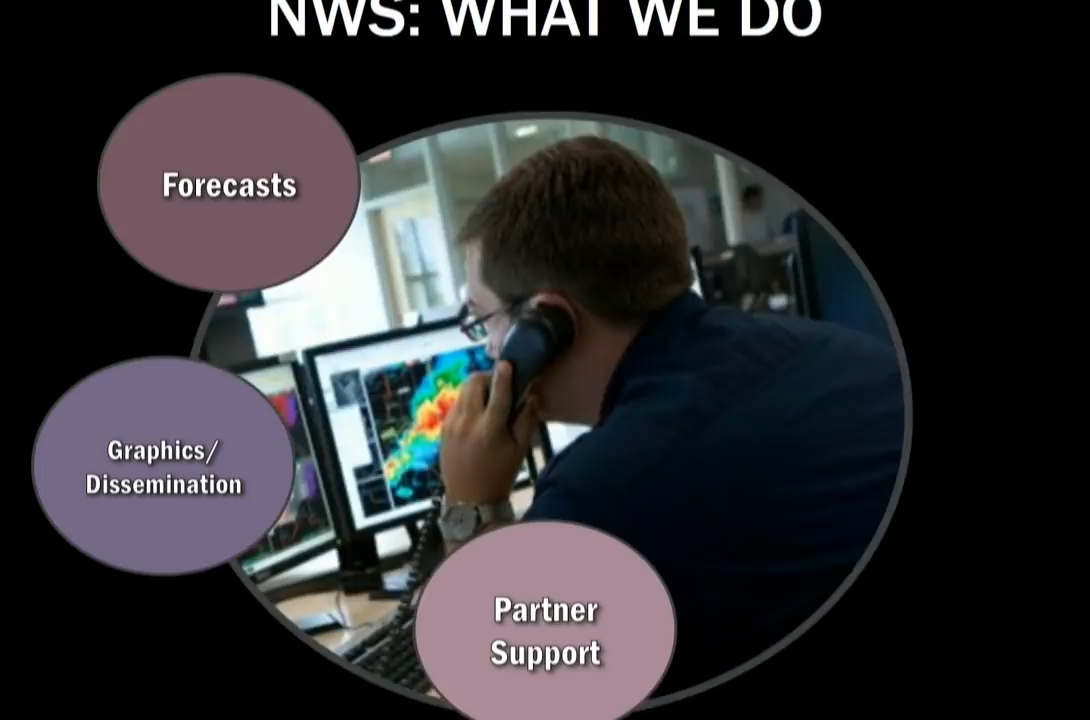 NWS: WHAT WE DO
Forecasts
Graphics/
Dissemination
Partner
Support